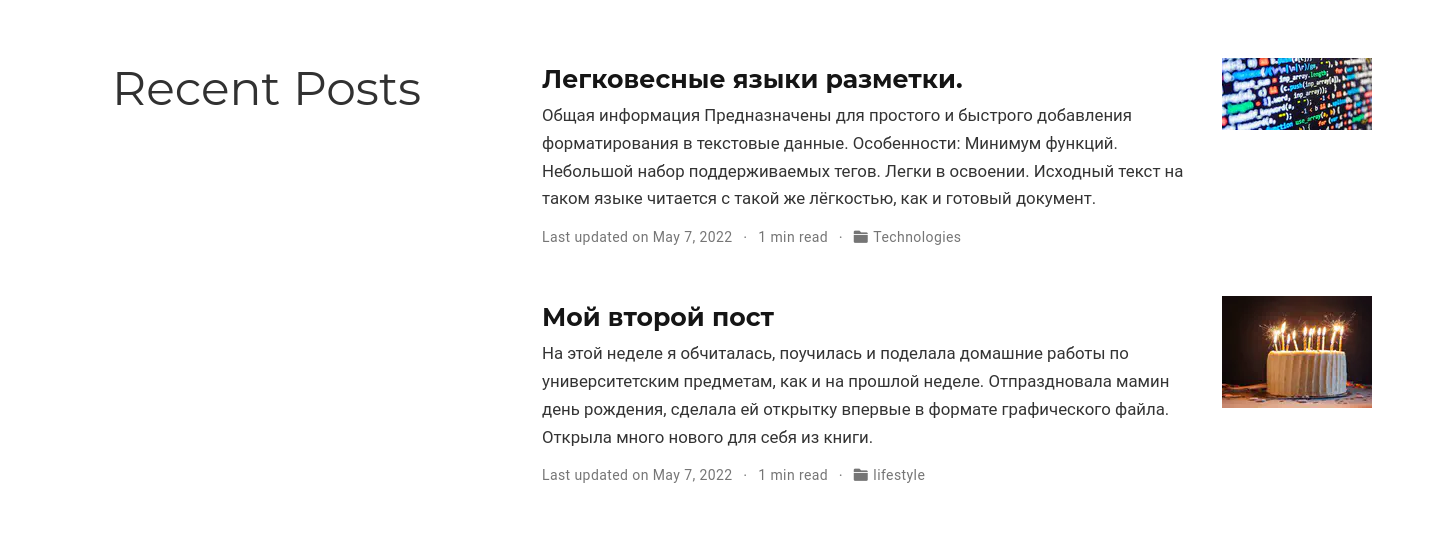 Recent Posts
Легковесные языки разметки.
Общая информация Предназначены для простого и быстрого добавления
форматирования в текстовые данные. Особенности: Минимум функций.
Небольшой набор поддерживаемых тегов. Легки в освоении. Исходный текст на
таком языке читается с такой же лёгкостью, как и готовый документ.
Last updated on May 7, 2022 · 1 min read · Technologies
Мой второй пост
На этой неделе я обчиталась, поучилась и поделала домашние работы по
университетским предметам, как и на прошлой неделе. Отпраздновала мамин
день рождения, сделала ей открытку впервые в формате графического файла.
Открыла много нового для себя из книги.
Last updated on May 7, 2022 · 1 min read · lifestyle